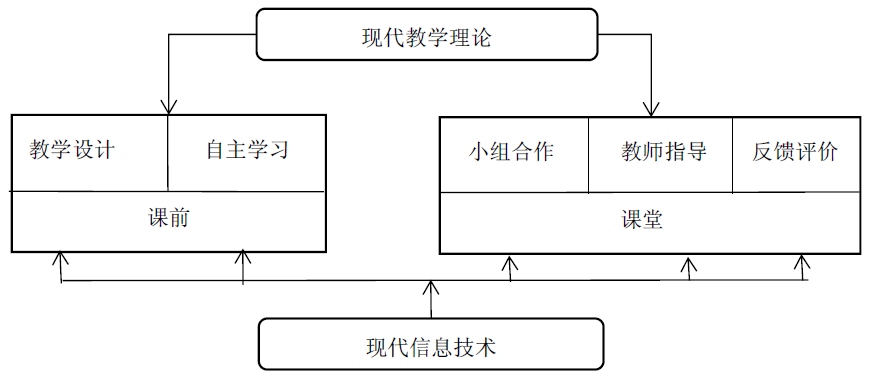 现代教学理论
教学设计
自主学习
课前
小组合作
教师指导
反馈评价
课堂
现代信息技术